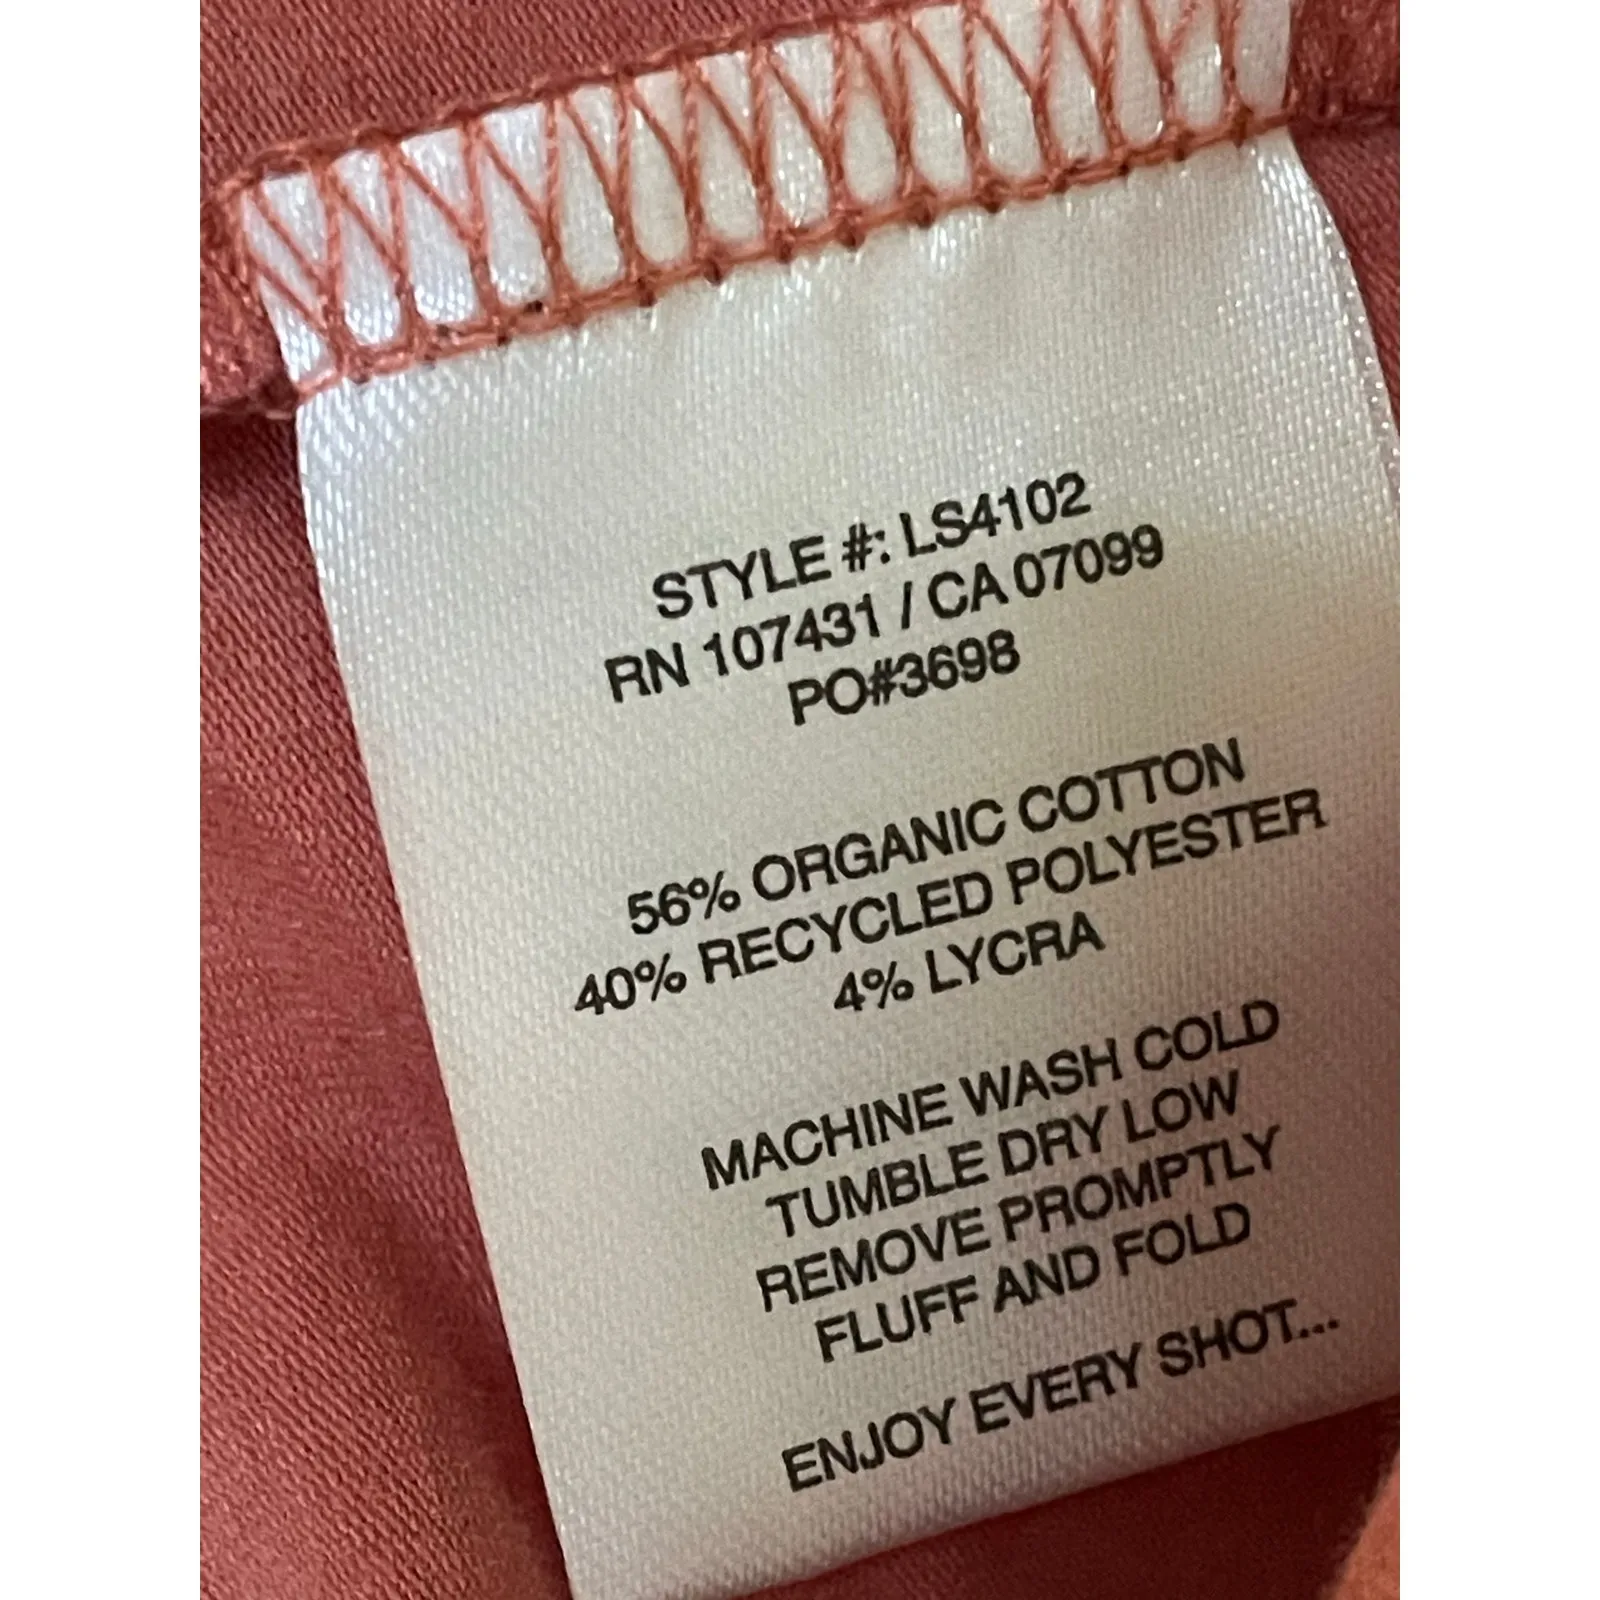 STYLE #: LS4102
RN 107431 / CA 07099
PO#3698
56% ORGANIC COTTON
40% RECYCLED POLYESTER
4% LYCRA
MACHINE WASH COLD
TUMBLE DRY LOW
REMOVE PROMPTLY
FLUFF AND FOLD
ENJOY EVERY SHOT...